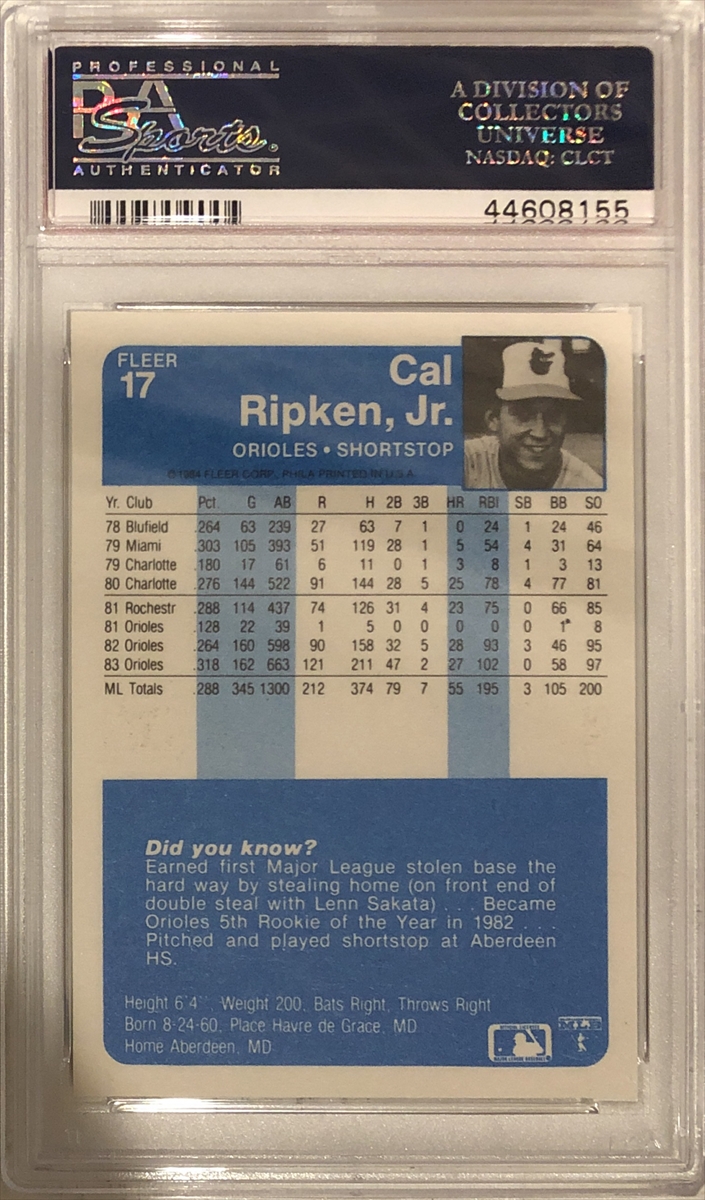 PROFESSIONAL
PSA
Sports.
AUTHENTICATOR
A DIVISION OF
COLLECTORS
UNIVERSE
NASDAQ: CLCT
44608155
FLEER
17
Cal
Ripken, Jr.
ORIOLES • SHORTSTOP
© 1984 FLEER CORP., PHILA PRINTED IN U.S.A.
Yr. Club Pct. G AB R H 2B 3B HR RBI SB BB SO
78 Blufield .264 63 239 27 63 7 1 0 24 1 24 46
79 Miami .303 105 393 51 119 28 1 5 54 4 31 64
79 Charlotte .180 17 61 6 11 0 1 3 8 1 3 13
80 Charlotte .276 144 522 91 144 28 5 25 78 4 77 81
81 Rochestr .288 114 437 74 126 31 4 23 75 0 66 85
81 Orioles .128 22 39 1 5 0 0 0 0 0 1* 8
82 Orioles .264 160 598 90 158 32 5 28 93 3 46 95
83 Orioles .318 162 663 121 211 47 2 27 102 0 58 97
ML Totals .288 345 1300 212 374 79 7 55 195 3 105 200
Did you know?
Earned first Major League stolen base the
hard way by stealing home (on front end of
double steal with Lenn Sakata) . . . Became
Orioles 5th Rookie of the Year in 1982 . . .
Pitched and played shortstop at Aberdeen
HS.
Height 6'4'', Weight 200, Bats Right, Throws Right
Born 8-24-60, Place Havre de Grace, MD
Home Aberdeen, MD
MAJOR LEAGUE BASEBALL